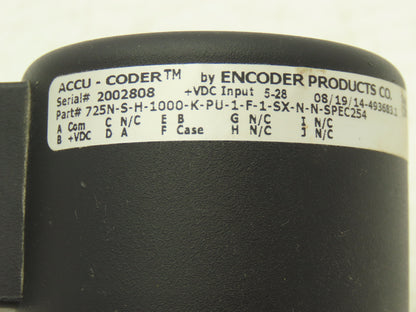 ACCU - CODER™ by ENCODER PRODUCTS CO.
Serial# 2002808 +VDC Input 5-28 08/19/14-493683.1
Part# 725N-S-H-1000-K-PU-1-F-1-SX-N-N-SPEC254
A Com C N/C E B G N/C I N/C
B +VDC D A F Case H N/C J N/C